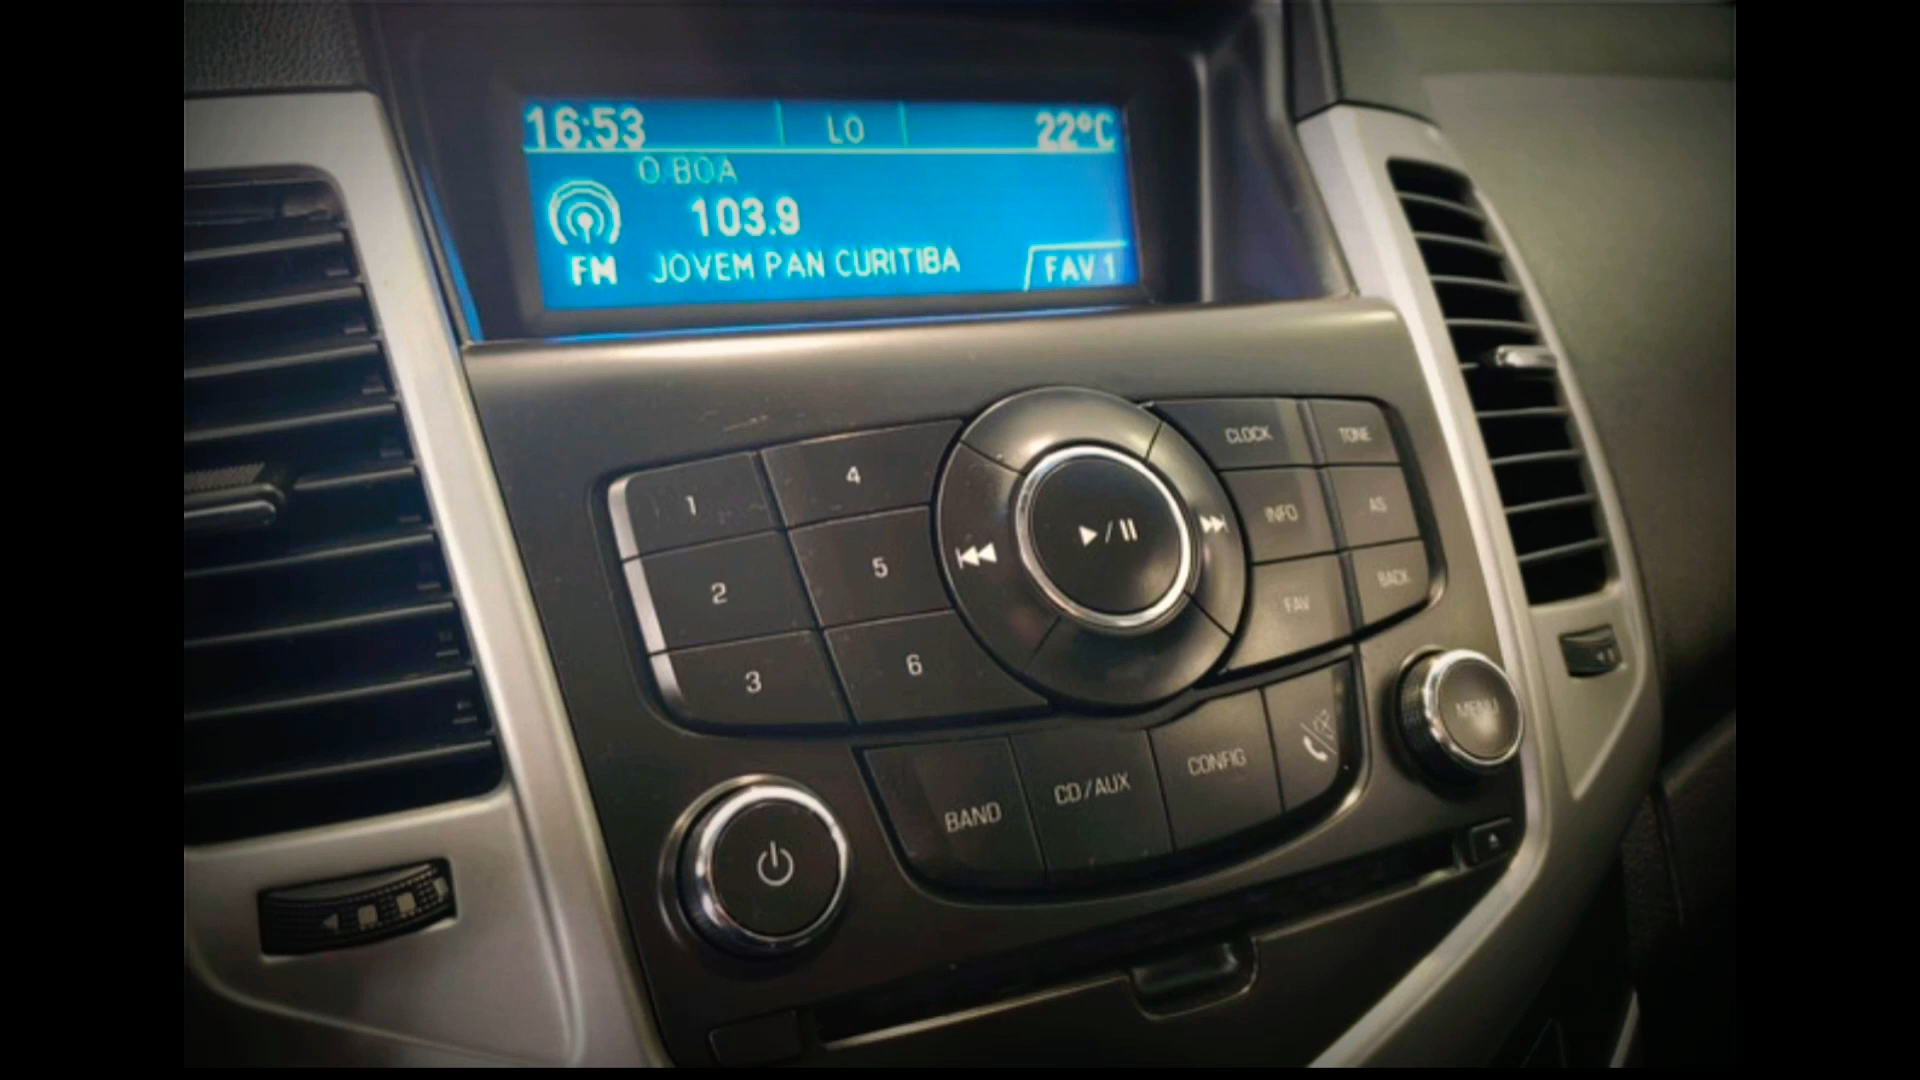 16:53 LO 22°C
O BOA
103.9
FM JOVEM PAN CURITIBA FAV 1
CLOCK TONE
1 4
INFO AS
2 5
FAV BACK
3 6
MENU
BAND CD/AUX CONFIG